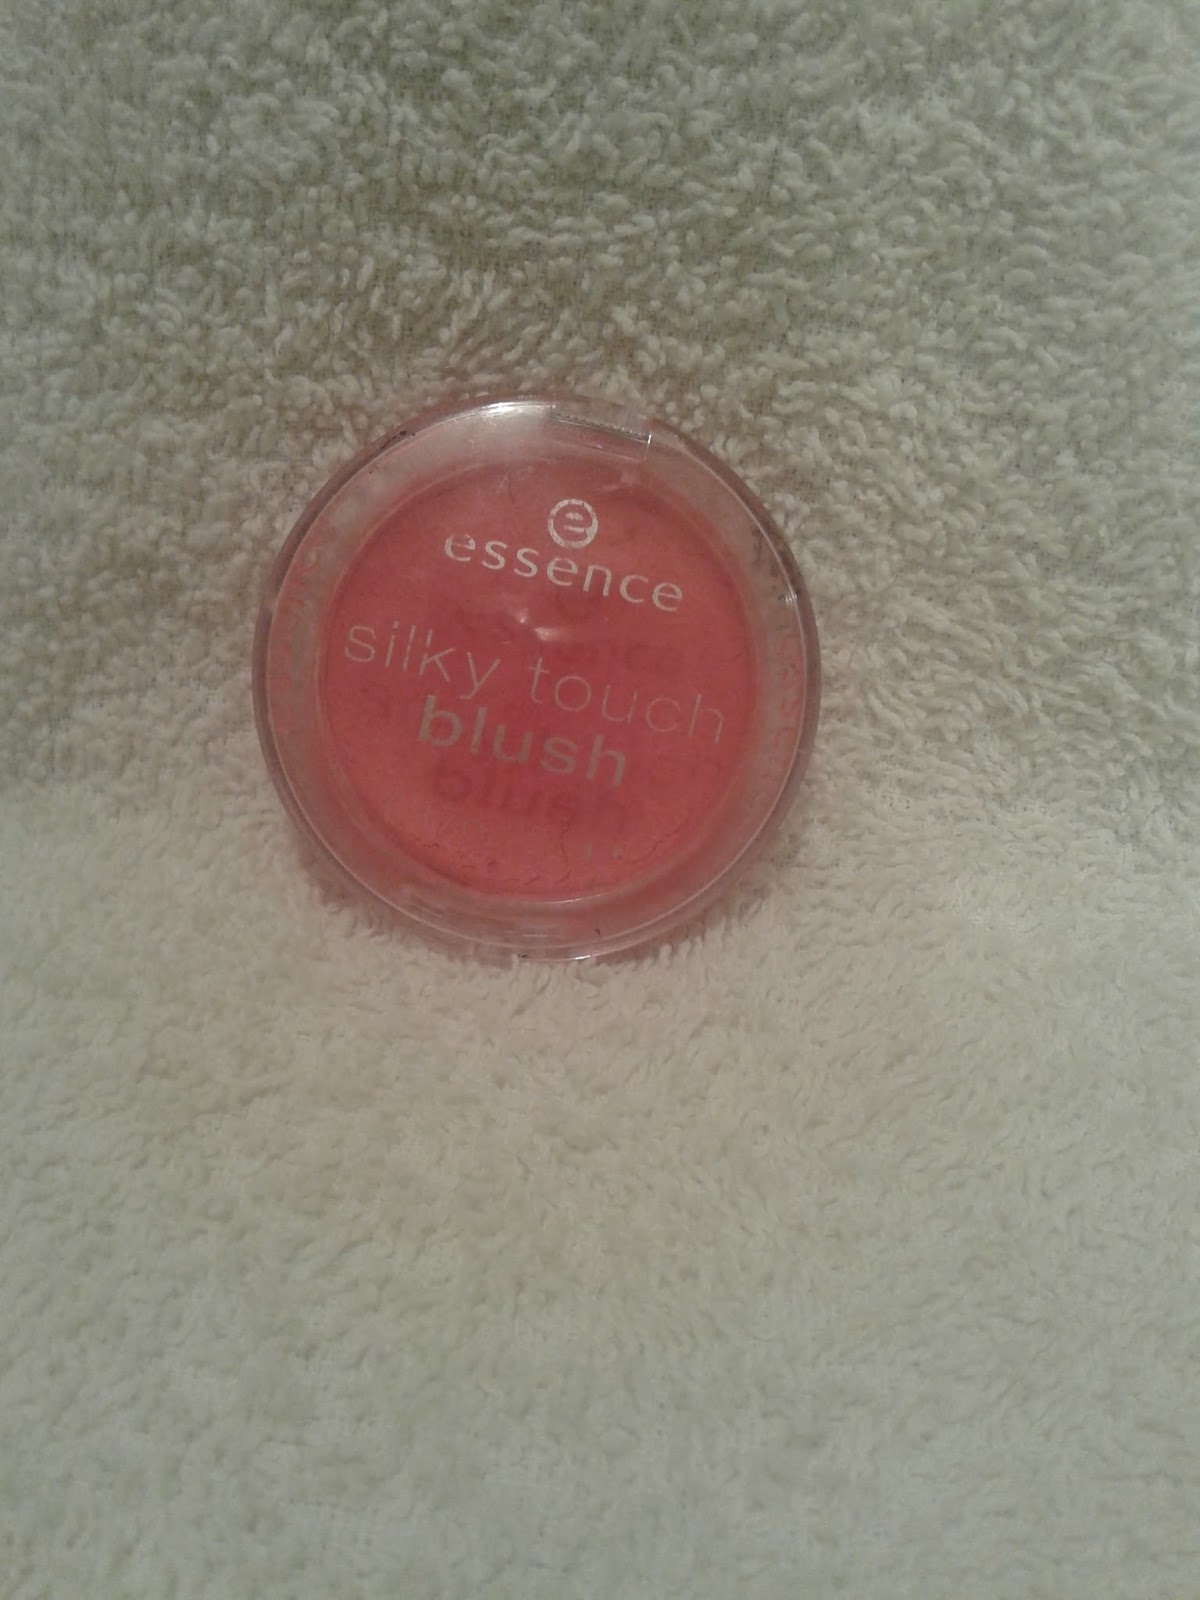 e
essence
silky touch
blush